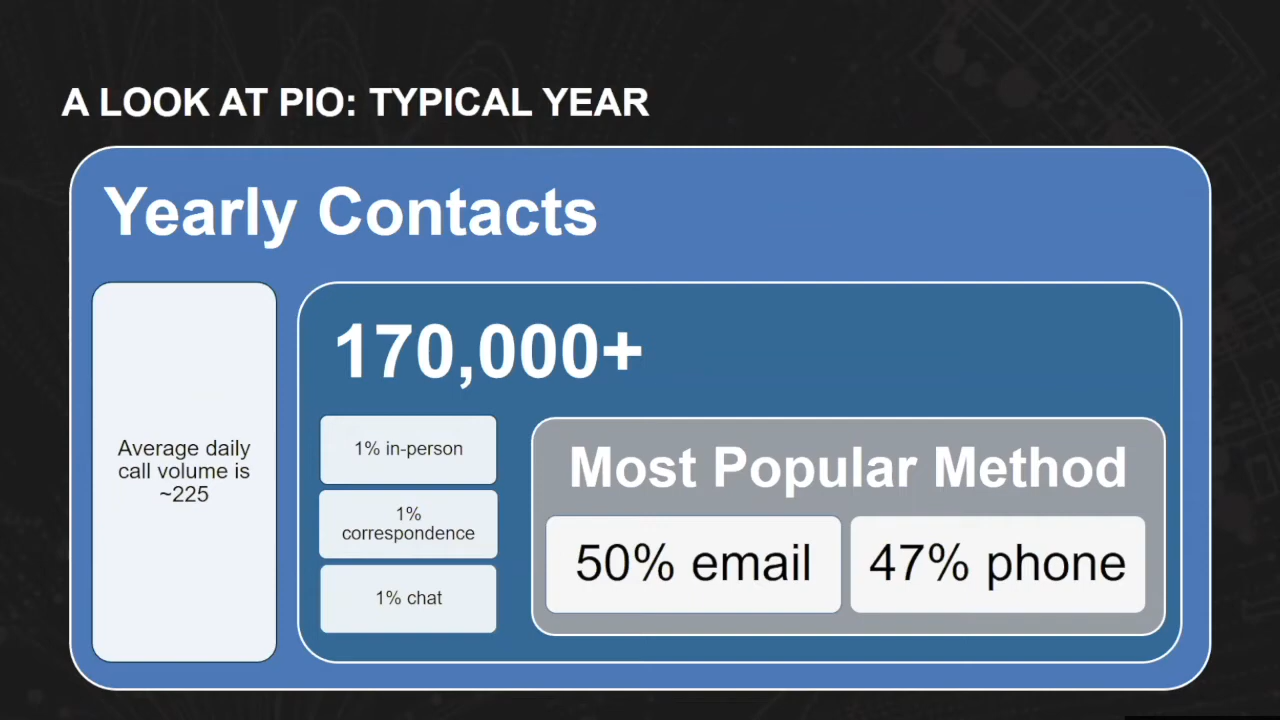 A LOOK AT PIO: TYPICAL YEAR
Yearly Contacts
Average daily
call volume is
~225
170,000+
1% in-person
1%
correspondence
1% chat
Most Popular Method
50% email
47% phone